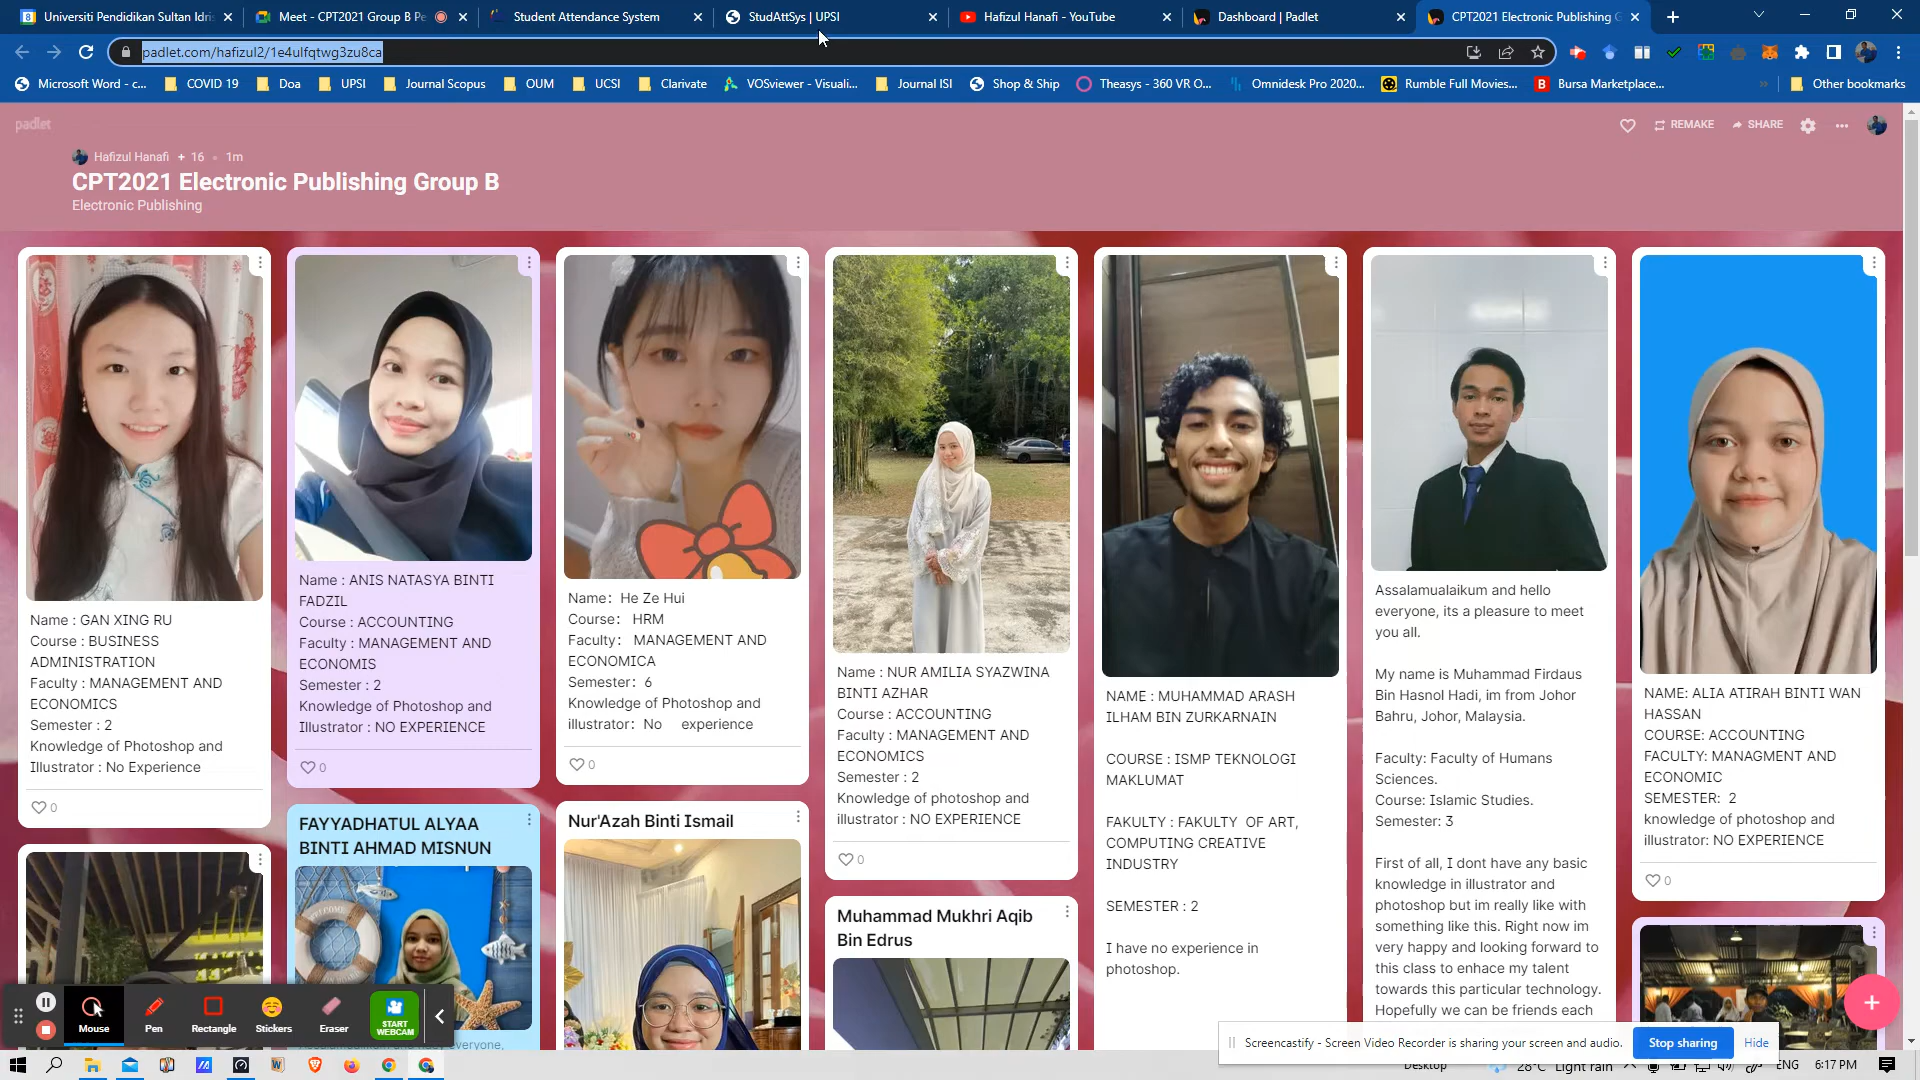 Universiti Pendidikan Sultan Idris
Meet - CPT2021 Group B Pe
Student Attendance System
StudAttSys | UPSI
Hafizul Hanafi - YouTube
Dashboard | Padlet
CPT2021 Electronic Publishing G
padlet.com/hafizul2/1e4ulfqtwg3zu8ca
Microsoft Word - c...
COVID 19
Doa
UPSI
Journal Scopus
OUM
UCSI
Clarivate
VOSviewer - Visuali...
Journal ISI
Shop & Ship
Theasys - 360 VR O...
Omnidesk Pro 2020...
Rumble Full Movies...
Bursa Marketplace...
Other bookmarks
padlet
REMAKE
SHARE
Hafizul Hanafi + 16 • 1m
CPT2021 Electronic Publishing Group B
Electronic Publishing
Name : GAN XING RU
Course : BUSINESS
ADMINISTRATION
Faculty : MANAGEMENT AND
ECONOMICS
Semester : 2
Knowledge of Photoshop and
Illustrator : No Experience
0
Name : ANIS NATASYA BINTI
FADZIL
Course : ACCOUNTING
Faculty : MANAGEMENT AND
ECONOMIS
Semester : 2
Knowledge of Photoshop and
Illustrator : NO EXPERIENCE
0
FAYYADHATUL ALYAA
BINTI AHMAD MISNUN
Name: He Ze Hui
Course: HRM
Faculty: MANAGEMENT AND
ECONOMICA
Semester: 6
Knowledge of Photoshop and
illustrator: No experience
0
Nur'Azah Binti Ismail
Name : NUR AMILIA SYAZWINA
BINTI AZHAR
Course : ACCOUNTING
Faculty : MANAGEMENT AND
ECONOMICS
Semester : 2
Knowledge of photoshop and
illustrator : NO EXPERIENCE
0
Muhammad Mukhri Aqib
Bin Edrus
NAME : MUHAMMAD ARASH
ILHAM BIN ZURKARNAIN
COURSE : ISMP TEKNOLOGI
MAKLUMAT
FAKULTY : FAKULTY OF ART,
COMPUTING CREATIVE
INDUSTRY
SEMESTER : 2
I have no experience in
photoshop.
Assalamualaikum and hello
everyone, its a pleasure to meet
you all.
My name is Muhammad Firdaus
Bin Hasnol Hadi, im from Johor
Bahru, Johor, Malaysia.
Faculty: Faculty of Humans
Sciences.
Course: Islamic Studies.
Semester: 3
First of all, I dont have any basic
knowledge in illustrator and
photoshop but im really like with
something like this. Right now im
very happy and looking forward to
this class to enhace my talent
towards this particular technology.
Hopefully we can be friends each
NAME: ALIA ATIRAH BINTI WAN
HASSAN
COURSE: ACCOUNTING
FACULTY: MANAGMENT AND
ECONOMIC
SEMESTER: 2
knowledge of photoshop and
illustrator: NO EXPERIENCE
0
Mouse
Pen
Rectangle
Stickers
Eraser
START
WEBCAM
Screencastify - Screen Video Recorder is sharing your screen and audio.
Stop sharing
Hide
Desktop
28°C Light rain
ENG
6:17 PM